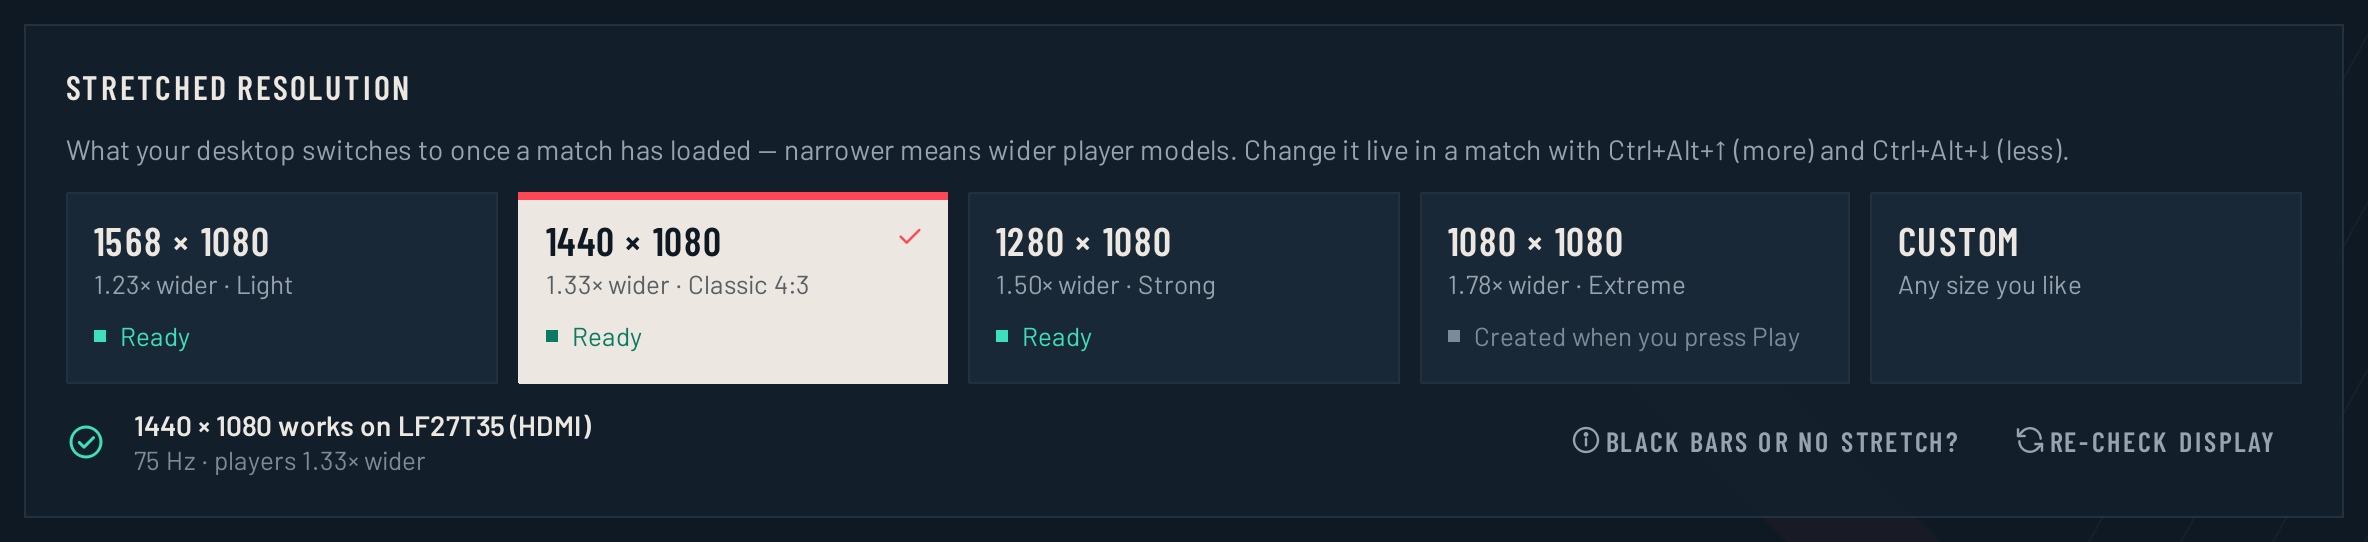 STRETCHED RESOLUTION
What your desktop switches to once a match has loaded — narrower means wider player models. Change it live in a match with Ctrl+Alt+↑ (more) and Ctrl+Alt+↓ (less).
1568 × 1080
1.23× wider · Light
Ready
1440 × 1080
1.33× wider · Classic 4:3
Ready
1280 × 1080
1.50× wider · Strong
Ready
1080 × 1080
1.78× wider · Extreme
Created when you press Play
CUSTOM
Any size you like
1440 × 1080 works on LF27T35 (HDMI)
75 Hz · players 1.33× wider
BLACK BARS OR NO STRETCH?
RE-CHECK DISPLAY